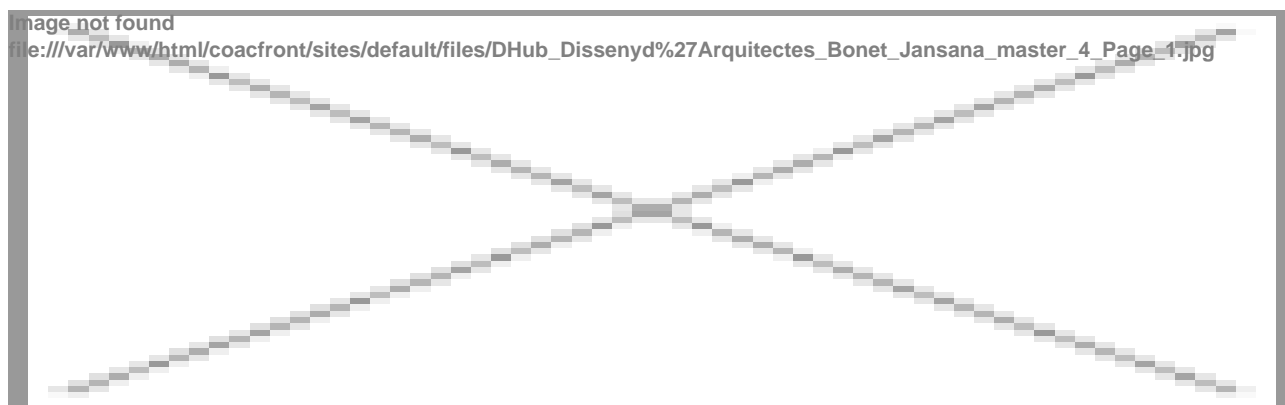 Image not found
file:///var/www/html/coacfront/sites/default/files/DHub_Dissenyd%27Arquitectes_Bonet_Jansana_master_4_Page_1.jpg